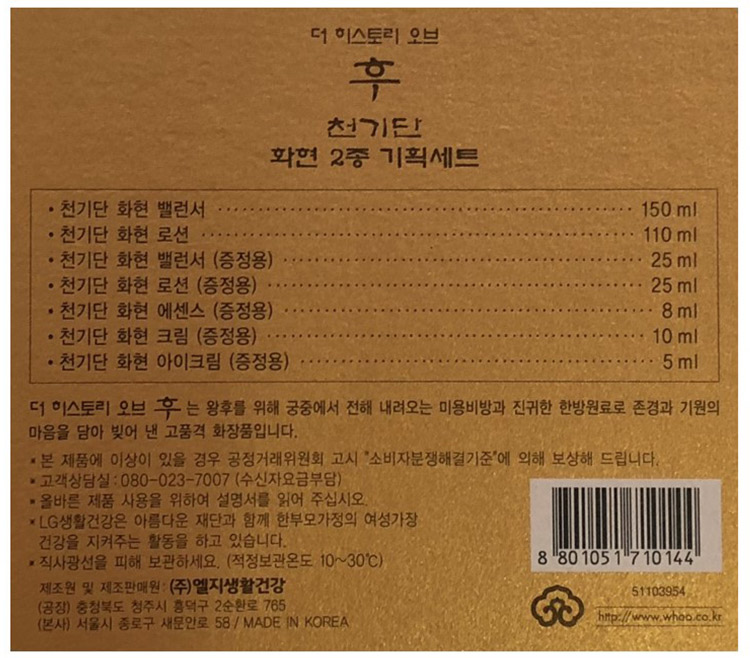 더 히스토리 오브
후
천기단
화현 2종 기획세트
• 천기단 화현 밸런서 ································ 150 ml
• 천기단 화현 로션 ································ 110 ml
• 천기단 화현 밸런서 (증정용) ································ 25 ml
• 천기단 화현 로션 (증정용) ································ 25 ml
• 천기단 화현 에센스 (증정용) ································ 8 ml
• 천기단 화현 크림 (증정용) ································ 10 ml
• 천기단 화현 아이크림 (증정용) ································ 5 ml
더 히스토리 오브 후 는 왕후를 위해 궁중에서 전해 내려오는 미용비방과 진귀한 한방원료로 존경과 기원의
마음을 담아 빚어 낸 고품격 화장품입니다.
* 본 제품에 이상이 있을 경우 공정거래위원회 고시 "소비자분쟁해결기준"에 의해 보상해 드립니다.
* 고객상담실:080-023-7007 (수신자요금부담)
* 올바른 제품 사용을 위하여 설명서를 읽어 주십시오.
* LG생활건강은 아름다운 재단과 함께 한부모가정의 여성가장
건강을 지켜주는 활동을 하고 있습니다.
* 직사광선을 피해 보관하세요. (적정보관온도 10~30℃)
제조원 및 제조판매원: (주)엘지생활건강
(공장) 충청북도 청주시 흥덕구 2순환로 765
(본사) 서울시 종로구 새문안로 58 / MADE IN KOREA
8 801051 710144
51103954
http://www.whoo.co.kr